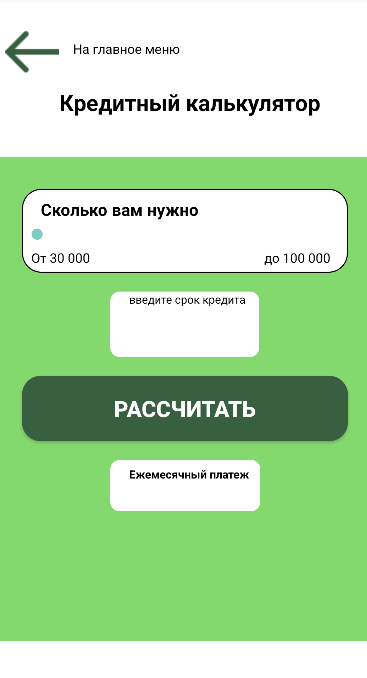 На главное меню
Кредитный калькулятор
Сколько вам нужно
От 30 000 до 100 000
введите срок кредита
РАССЧИТАТЬ
Ежемесячный платеж